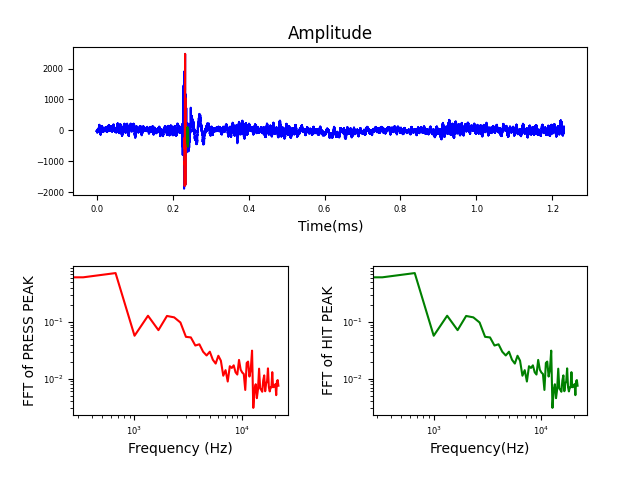 Amplitude
2000
1000
0
−1000
−2000
0.0 0.2 0.4 0.6 0.8 1.0 1.2
Time(ms)
FFT of PRESS PEAK
10⁻¹
10⁻²
10³ 10⁴
Frequency (Hz)
FFT of HIT PEAK
10⁻¹
10⁻²
10³ 10⁴
Frequency(Hz)